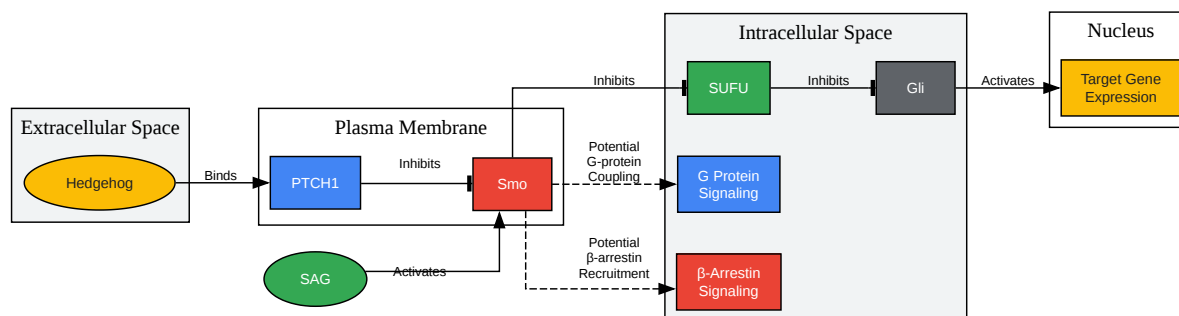 Intracellular Space
Nucleus
Inhibits
SUFU
Inhibits
Gli
Activates
Target Gene
Expression
Extracellular Space
Plasma Membrane
Hedgehog
Binds
PTCH1
Inhibits
Smo
Potential
G-protein
Coupling
G Protein
Signaling
SAG
Activates
Potential
β-arrestin
Recruitment
β-Arrestin
Signaling